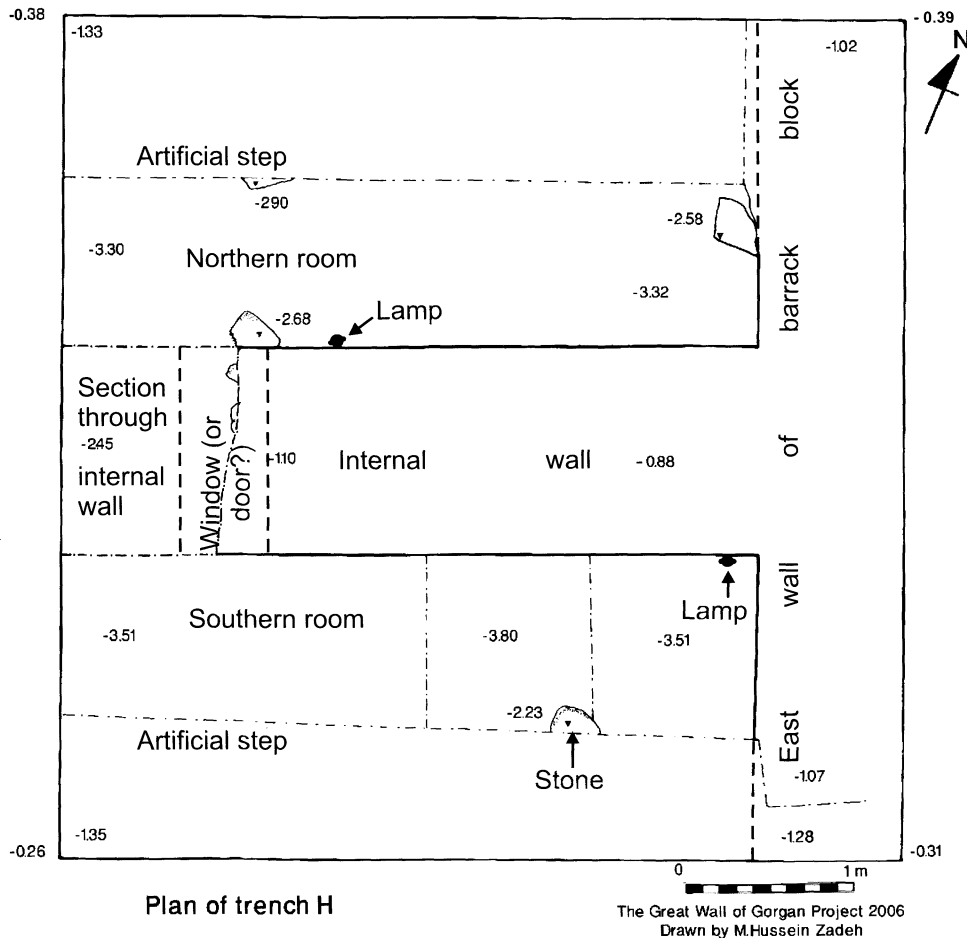 -0.38
-0.39
-1.33
-1.02
N
Artificial step
-290
-2.58
-3.30
Northern room
-3.32
-2.68
Lamp
Section
through
-245
internal
wall
Window (or
door?)
-1.10
Internal wall
-0.88
East wall of barrack block
Lamp
Southern room
-3.51
-3.80
-3.51
-2.23
Artificial step
Stone
-1.07
-1.35
-1.28
-0.26
-0.31
0 1 m
Plan of trench H
The Great Wall of Gorgan Project 2006
Drawn by M.Hussein Zadeh